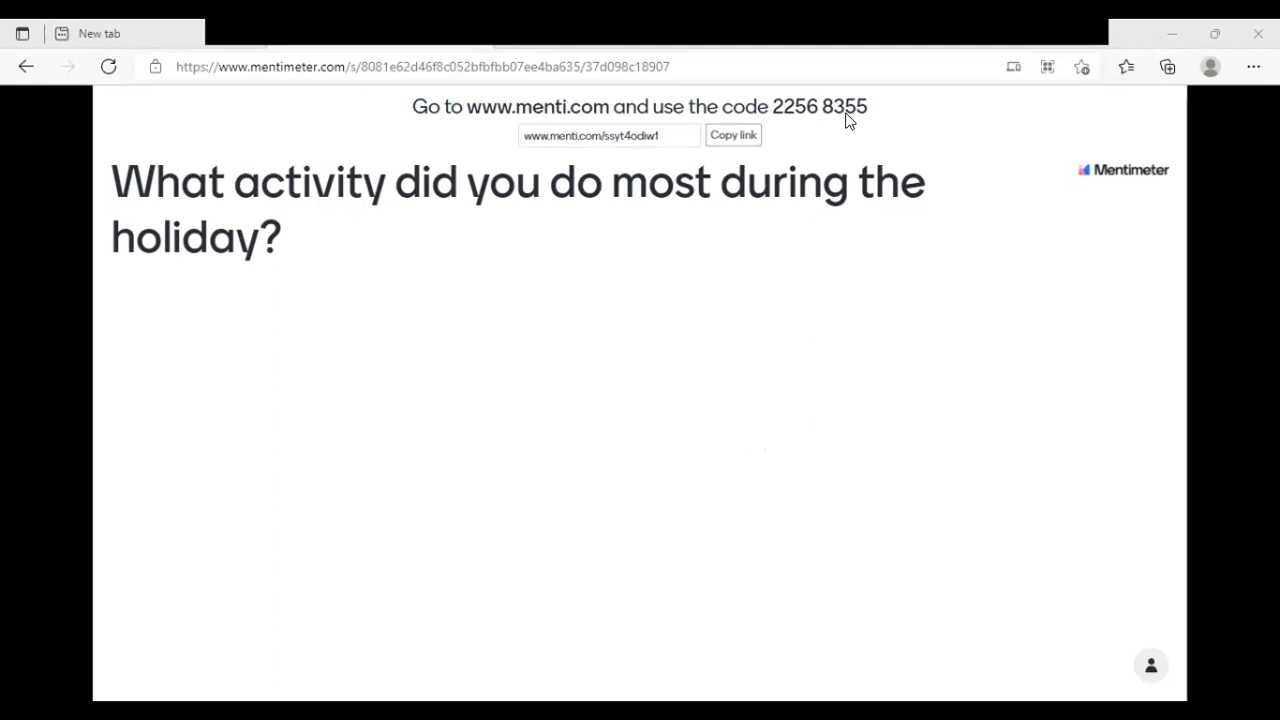 New tab
https://www.mentimeter.com/s/8081e62d46f8c052bfbfbb07ee4ba635/37d098c18907
Go to www.menti.com and use the code 2256 8355
www.menti.com/ssyt4odiw1
Copy link
What activity did you do most during the
holiday?
Mentimeter